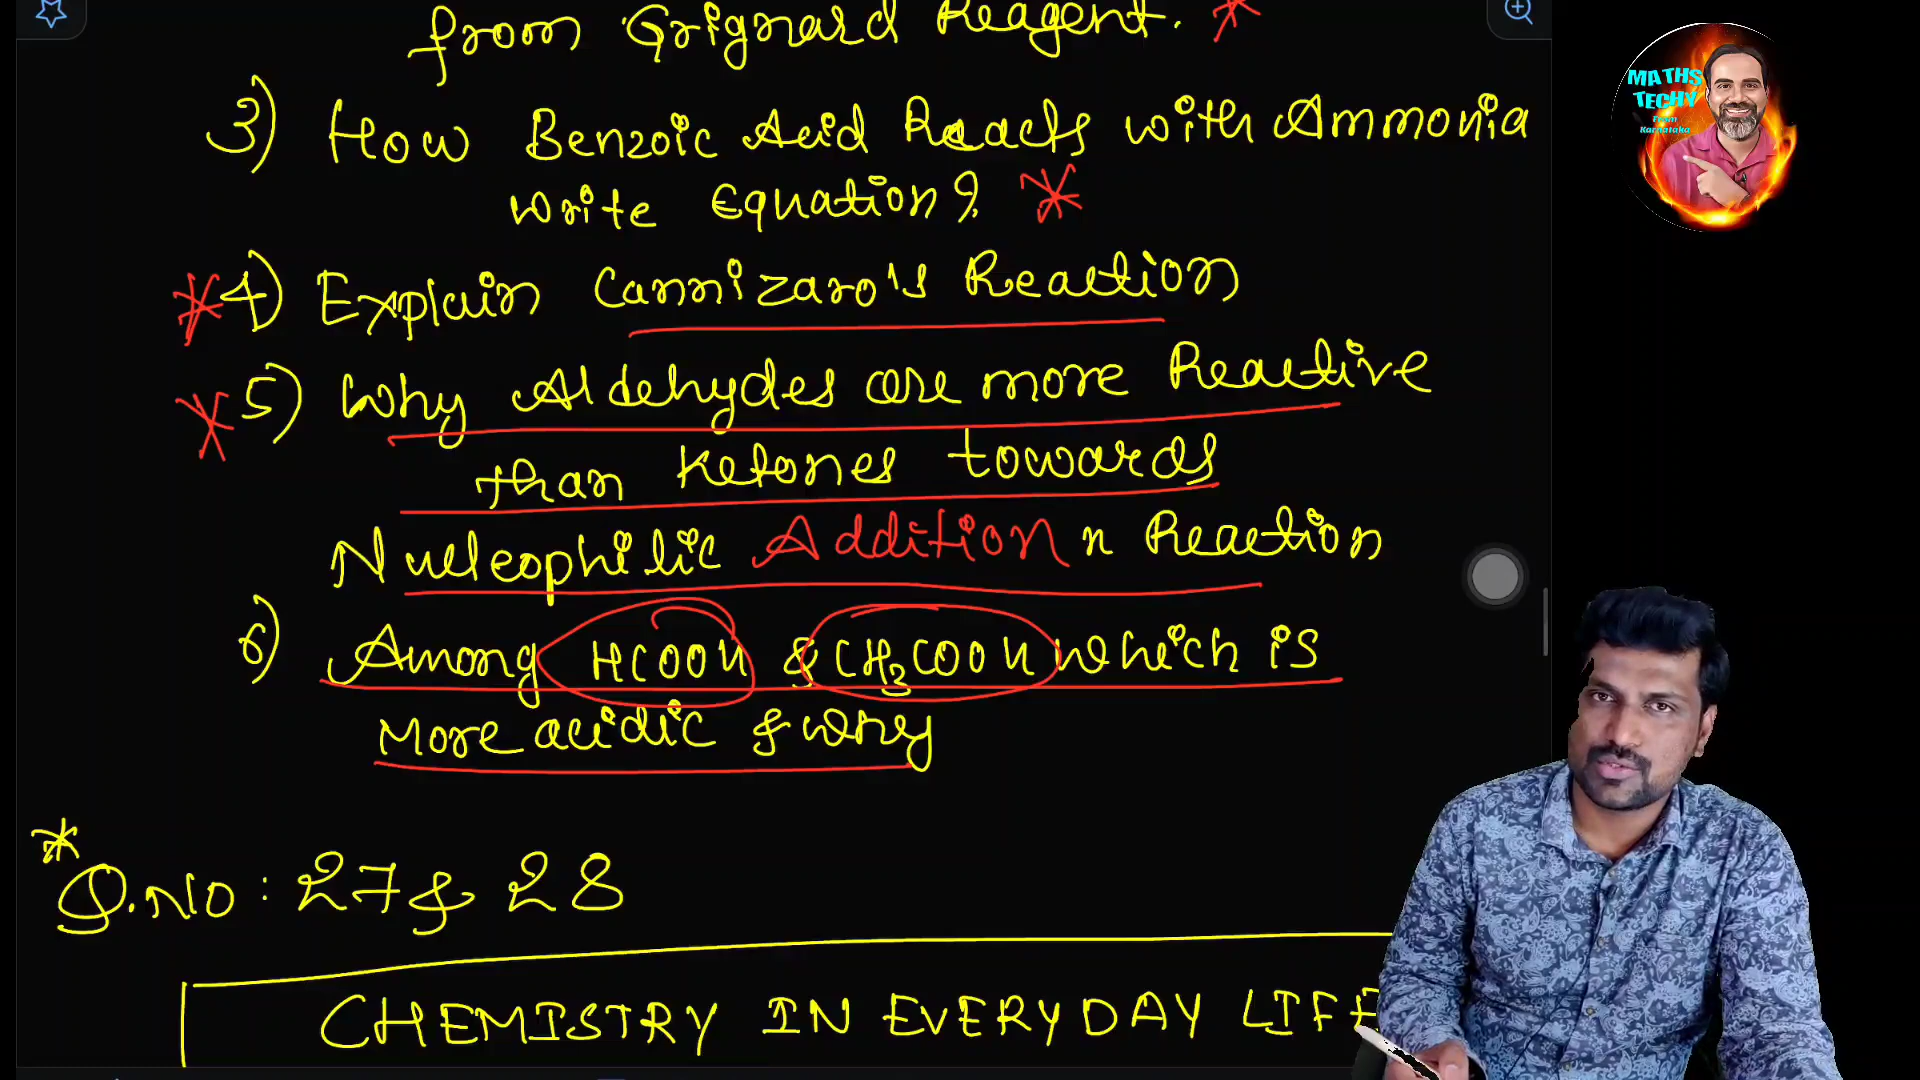 from Grignard Reagent. *
3) How Benzoic Acid Reacts with Ammonia
write Equation? *
* 4) Explain Cannizaro's Reaction
* 5) Why Aldehydes are more Reactive
than Ketones towards
Nucleophilic Addition n Reaction
6) Among HCOOH & CH3COOH which is
More acidic & why
* Q.NO: 27 & 28
CHEMISTRY IN EVERYDAY LIFE
MATHS
TECHY
From
Karnataka